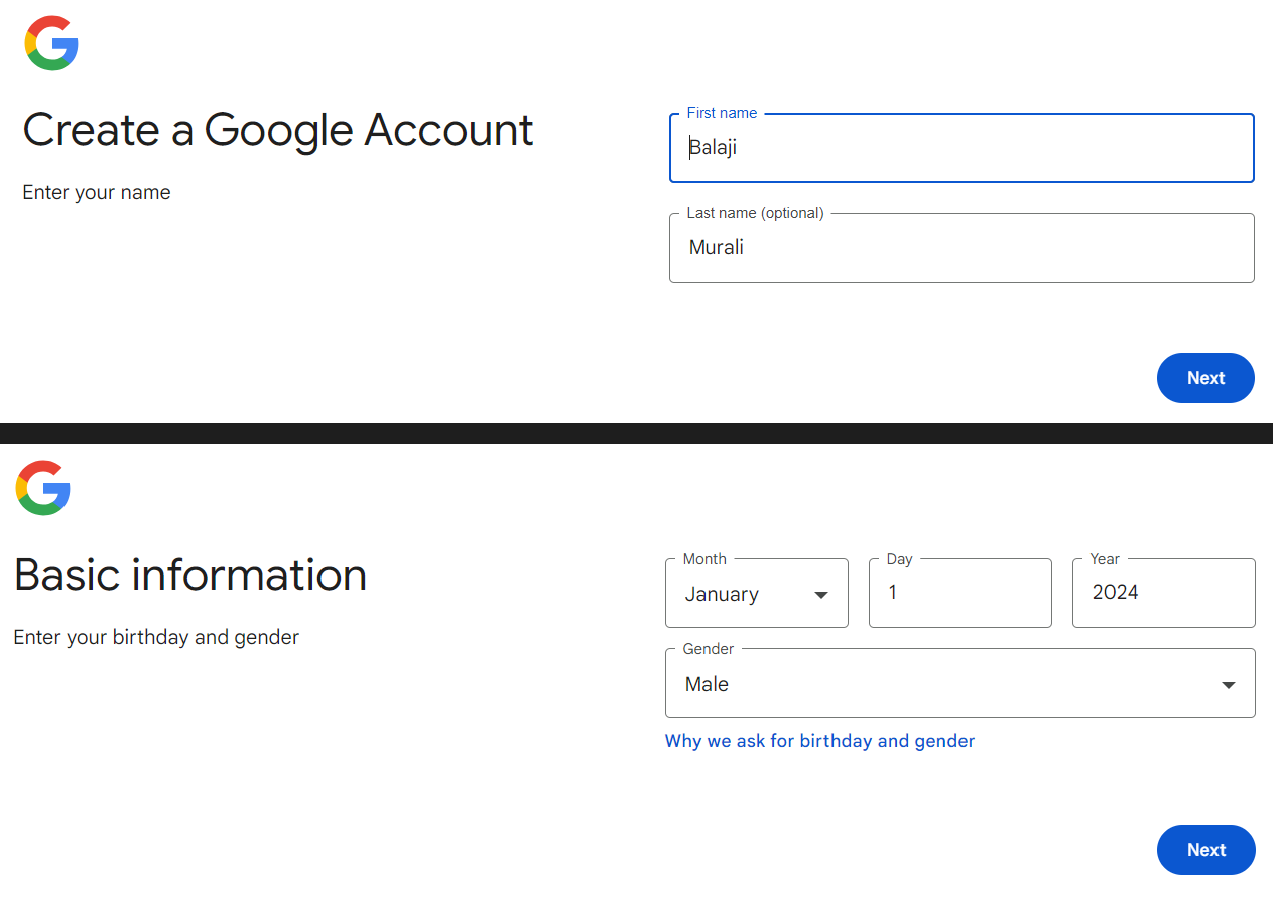 Create a Google Account
Enter your name
First name
Balaji
Last name (optional)
Murali
Next
Basic information
Enter your birthday and gender
Month Day Year
January 1 2024
Gender
Male
Why we ask for birthday and gender
Next